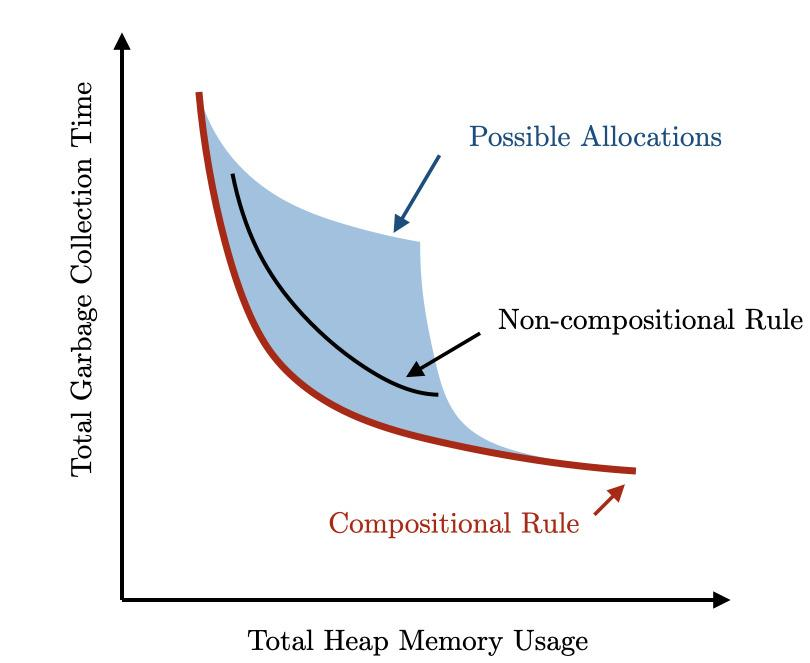 Total Garbage Collection Time
Possible Allocations
Non-compositional Rule
Compositional Rule
Total Heap Memory Usage